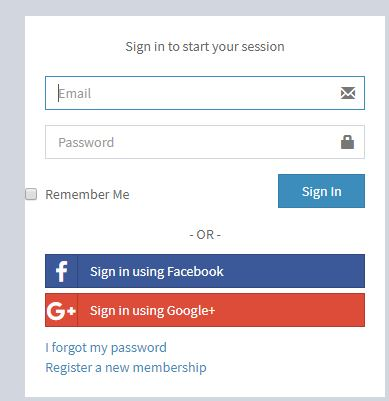 Sign in to start your session
Email
Password
Remember Me
Sign In
- OR -
f Sign in using Facebook
G+ Sign in using Google+
I forgot my password
Register a new membership